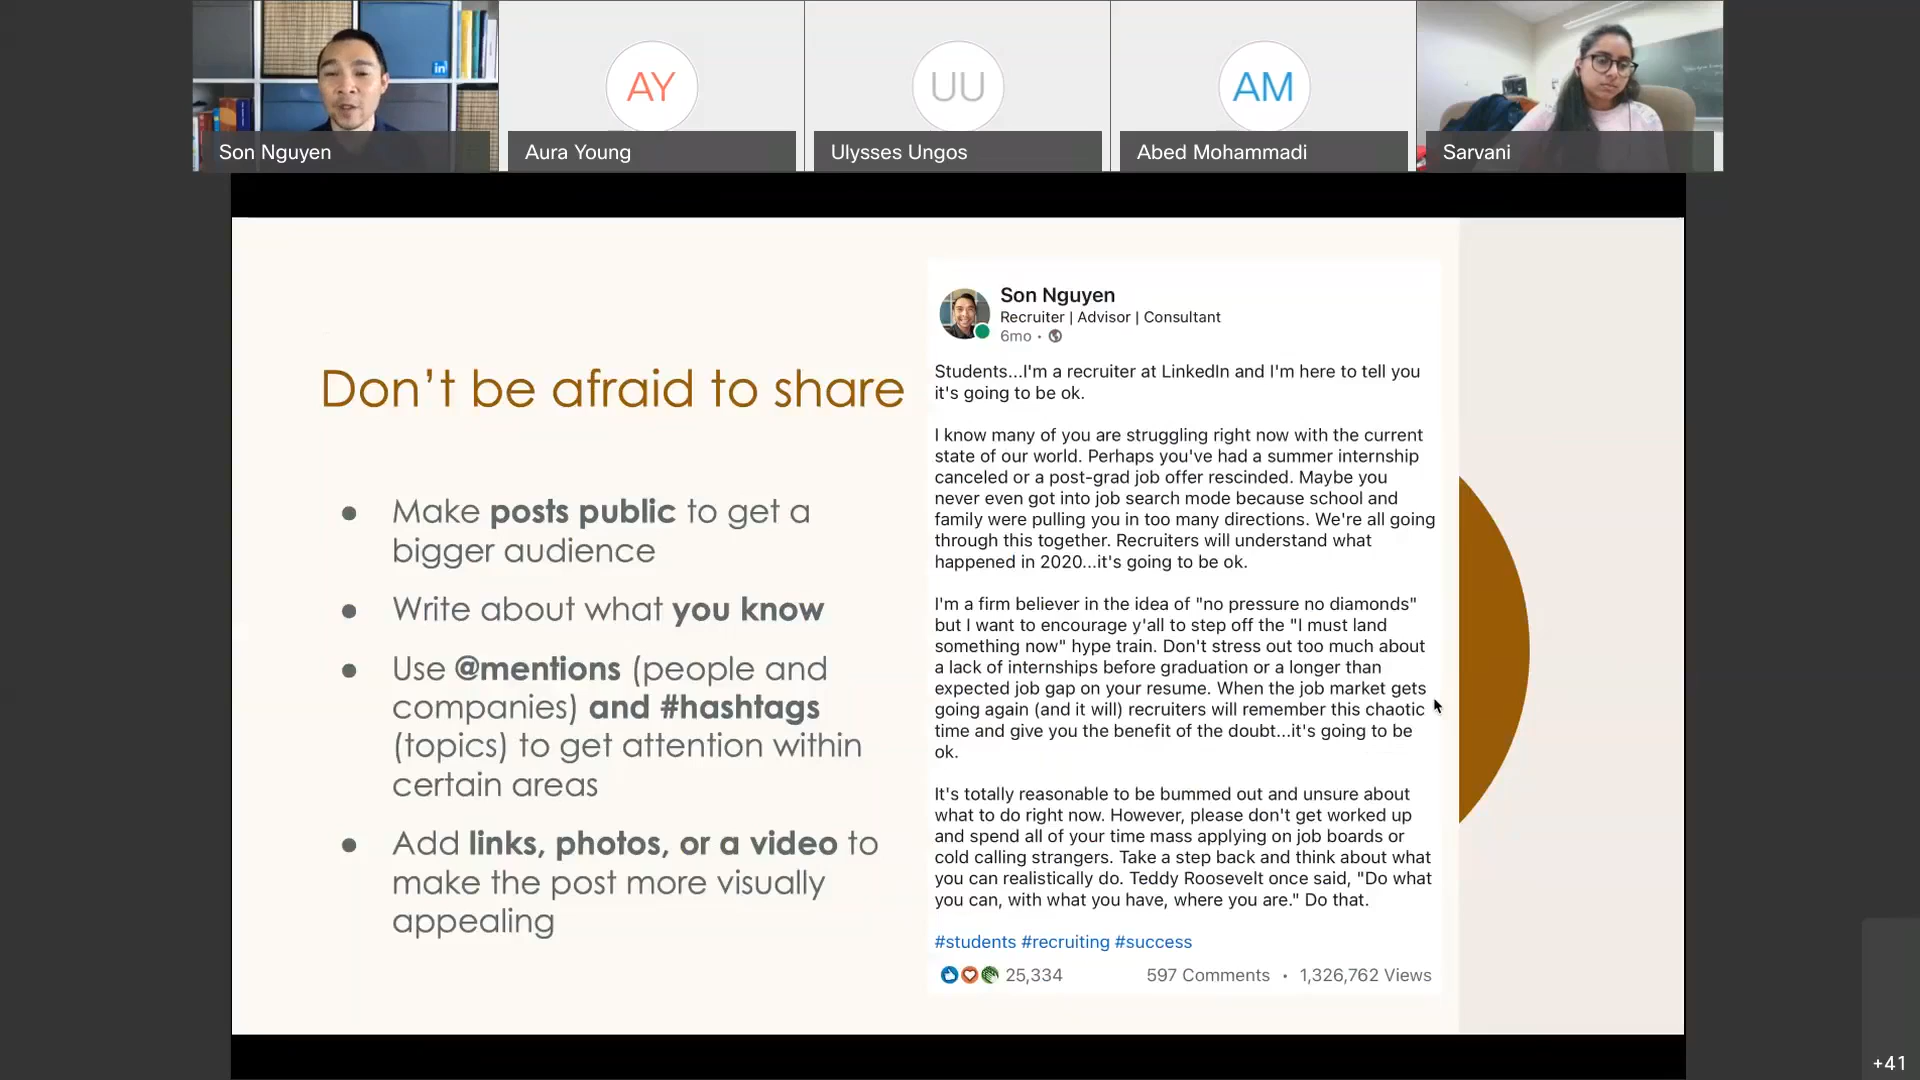 AY
UU
AM
in
Son Nguyen
Aura Young
Ulysses Ungos
Abed Mohammadi
Sarvani
Don’t be afraid to share
● Make posts public to get a
bigger audience
● Write about what you know
● Use @mentions (people and
companies) and #hashtags
(topics) to get attention within
certain areas
● Add links, photos, or a video to
make the post more visually
appealing
Son Nguyen
Recruiter | Advisor | Consultant
6mo •
Students...I'm a recruiter at LinkedIn and I'm here to tell you
it's going to be ok.
I know many of you are struggling right now with the current
state of our world. Perhaps you've had a summer internship
canceled or a post-grad job offer rescinded. Maybe you
never even got into job search mode because school and
family were pulling you in too many directions. We're all going
through this together. Recruiters will understand what
happened in 2020...it's going to be ok.
I'm a firm believer in the idea of "no pressure no diamonds"
but I want to encourage y'all to step off the "I must land
something now" hype train. Don't stress out too much about
a lack of internships before graduation or a longer than
expected job gap on your resume. When the job market gets
going again (and it will) recruiters will remember this chaotic
time and give you the benefit of the doubt...it's going to be
ok.
It's totally reasonable to be bummed out and unsure about
what to do right now. However, please don't get worked up
and spend all of your time mass applying on job boards or
cold calling strangers. Take a step back and think about what
you can realistically do. Teddy Roosevelt once said, "Do what
you can, with what you have, where you are." Do that.
#students #recruiting #success
25,334 597 Comments • 1,326,762 Views
+41